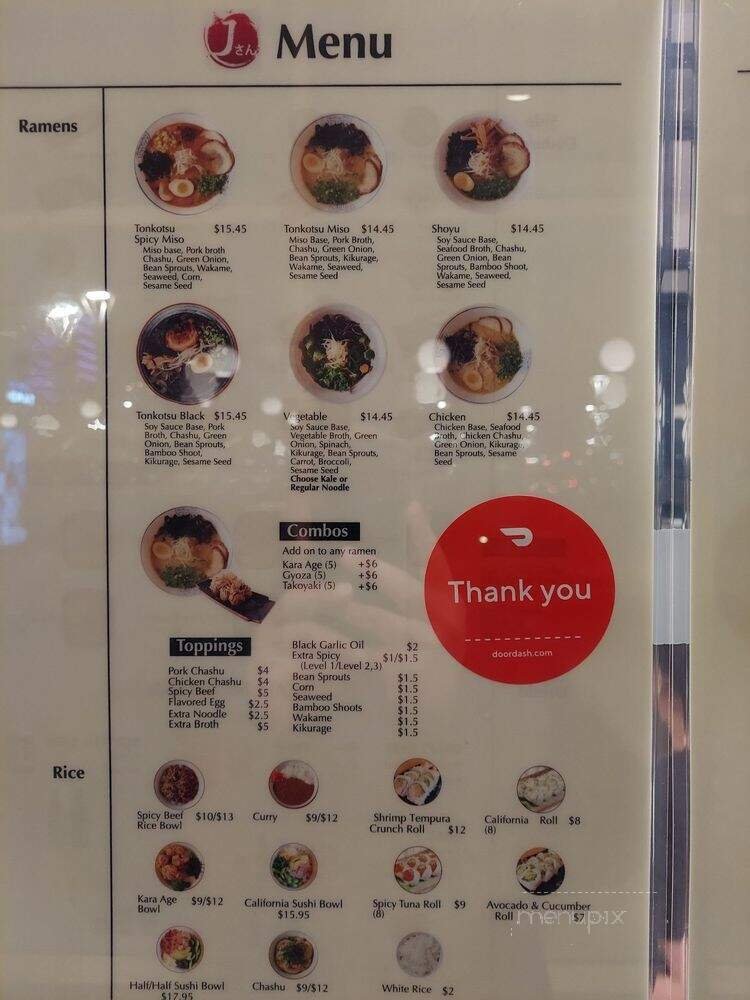 Jさん Menu
Ramens
Tonkotsu $15.45
Spicy Miso
Miso base, Pork broth
Chashu, Green Onion,
Bean Sprouts, Wakame,
Seaweed, Corn,
Sesame Seed
Tonkotsu Miso $14.45
Miso Base, Pork Broth,
Chashu, Green Onion,
Bean Sprouts, Kikurage,
Wakame, Seaweed,
Sesame Seed
Shoyu $14.45
Soy Sauce Base,
Seafood Broth, Chashu,
Green Onion, Bean
Sprouts, Bamboo Shoot,
Wakame, Seaweed,
Sesame Seed
Tonkotsu Black $15.45
Soy Sauce Base, Pork
Broth, Chashu, Green
Onion, Bean Sprouts,
Bamboo Shoot,
Kikurage, Sesame Seed
Vegetable $14.45
Soy Sauce Base,
Vegetable Broth, Green
Onion, Spinach,
Kikurage, Bean Sprouts,
Carrot, Broccoli,
Sesame Seed
Choose Kale or
Regular Noodle
Chicken $14.45
Chicken Base, Seafood
Broth, Chicken Chashu,
Green Onion, Kikurage,
Bean Sprouts, Sesame
Seed
Combos
Add on to any ramen
Kara Age (5) +$6
Gyoza (5) +$6
Takoyaki (5) +$6
Thank you
doordash.com
Toppings
Pork Chashu $4
Chicken Chashu $4
Spicy Beef $5
Flavored Egg $2.5
Extra Noodle $2.5
Extra Broth $5
Black Garlic Oil $2
Extra Spicy $1/$1.5
(Level 1/Level 2,3)
Bean Sprouts $1.5
Corn $1.5
Seaweed $1.5
Bamboo Shoots $1.5
Wakame $1.5
Kikurage $1.5
Rice
Spicy Beef $10/$13
Rice Bowl
Curry $9/$12
Shrimp Tempura
Crunch Roll $12
California Roll $8
(8)
Kara Age $9/$12
Bowl
California Sushi Bowl
$15.95
Spicy Tuna Roll $9
(8)
Avocado & Cucumber
Roll $7
menupix
Half/Half Sushi Bowl
$17.95
Chashu $9/$12
White Rice $2